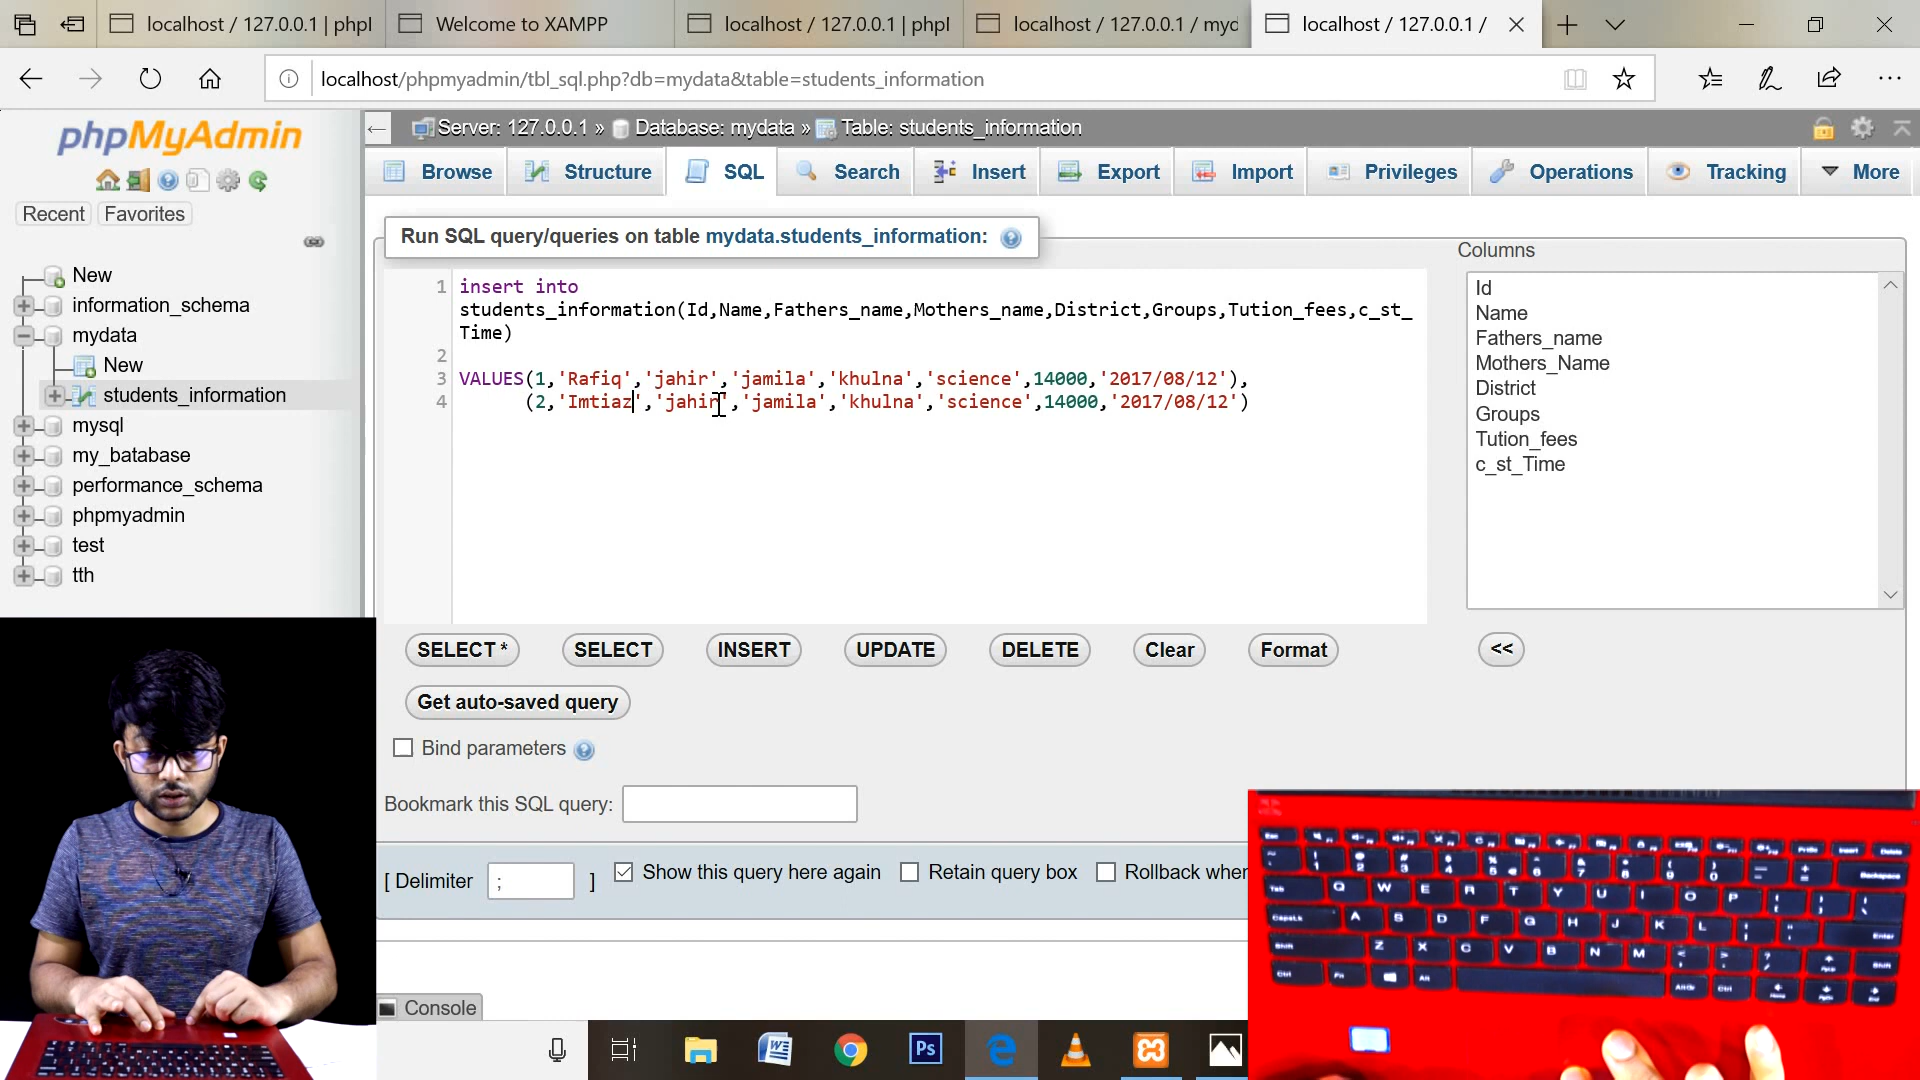 localhost / 127.0.0.1 | phpl
Welcome to XAMPP
localhost / 127.0.0.1 | phpl
localhost / 127.0.0.1 / myd
localhost / 127.0.0.1 /
localhost/phpmyadmin/tbl_sql.php?db=mydata&table=students_information
phpMyAdmin
Recent Favorites
New
information_schema
mydata
New
students_information
mysql
my_batabase
performance_schema
phpmyadmin
test
tth
Server: 127.0.0.1 » Database: mydata » Table: students_information
Browse Structure SQL Search Insert Export Import Privileges Operations Tracking More
Run SQL query/queries on table mydata.students_information:
1 insert into
students_information(Id,Name,Fathers_name,Mothers_name,District,Groups,Tution_fees,c_st_
Time)
2
3 VALUES(1,'Rafiq','jahir','jamila','khulna','science',14000,'2017/08/12'),
4 (2,'Imtiaz','jahir','jamila','khulna','science',14000,'2017/08/12')
Columns
Id
Name
Fathers_name
Mothers_Name
District
Groups
Tution_fees
c_st_Time
SELECT * SELECT INSERT UPDATE DELETE Clear Format <<
Get auto-saved query
Bind parameters
Bookmark this SQL query:
[ Delimiter ; ] Show this query here again Retain query box Rollback wher
Console
Ps
Q W E R T Y U I O P
A S D F G H J K L
Z X C V B N M